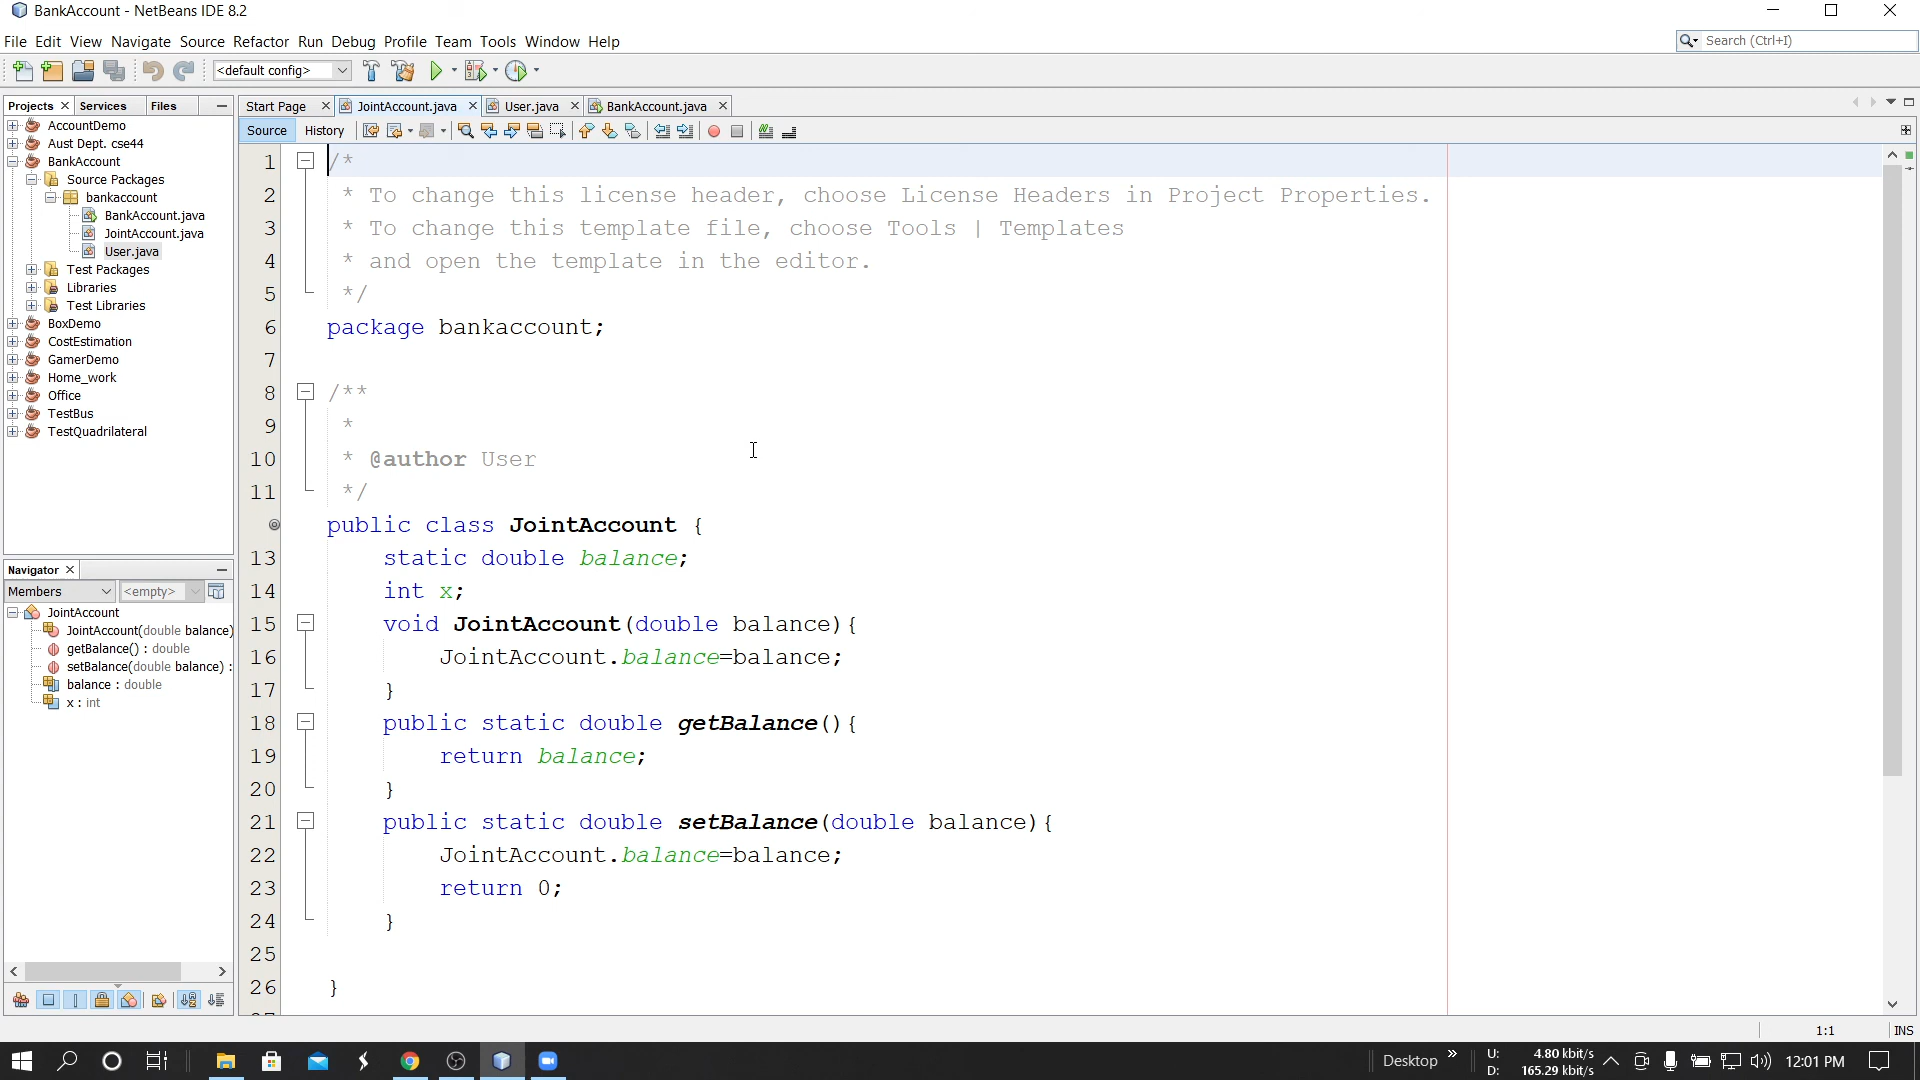 BankAccount - NetBeans IDE 8.2
File Edit View Navigate Source Refactor Run Debug Profile Team Tools Window Help
Search (Ctrl+I)
<default config>
Projects
Services
Files
AccountDemo
Aust Dept. cse44
BankAccount
Source Packages
bankaccount
BankAccount.java
JointAccount.java
User.java
Test Packages
Libraries
Test Libraries
BoxDemo
CostEstimation
GamerDemo
Home_work
Office
TestBus
TestQuadrilateral
Navigator
Members
<empty>
JointAccount
JointAccount(double balance)
getBalance() : double
setBalance(double balance) :
balance : double
x : int
Start Page
JointAccount.java
User.java
BankAccount.java
Source
History
1 /*
2 * To change this license header, choose License Headers in Project Properties.
3 * To change this template file, choose Tools | Templates
4 * and open the template in the editor.
5 */
6 package bankaccount;
7
8 /**
9 *
10 * @author User
11 */
public class JointAccount {
13 static double balance;
14 int x;
15 void JointAccount(double balance){
16 JointAccount.balance=balance;
17 }
18 public static double getBalance(){
19 return balance;
20 }
21 public static double setBalance(double balance){
22 JointAccount.balance=balance;
23 return 0;
24 }
25
26 }
1:1
INS
Desktop
U: 4.80 kbit/s
D: 165.29 kbit/s
12:01 PM